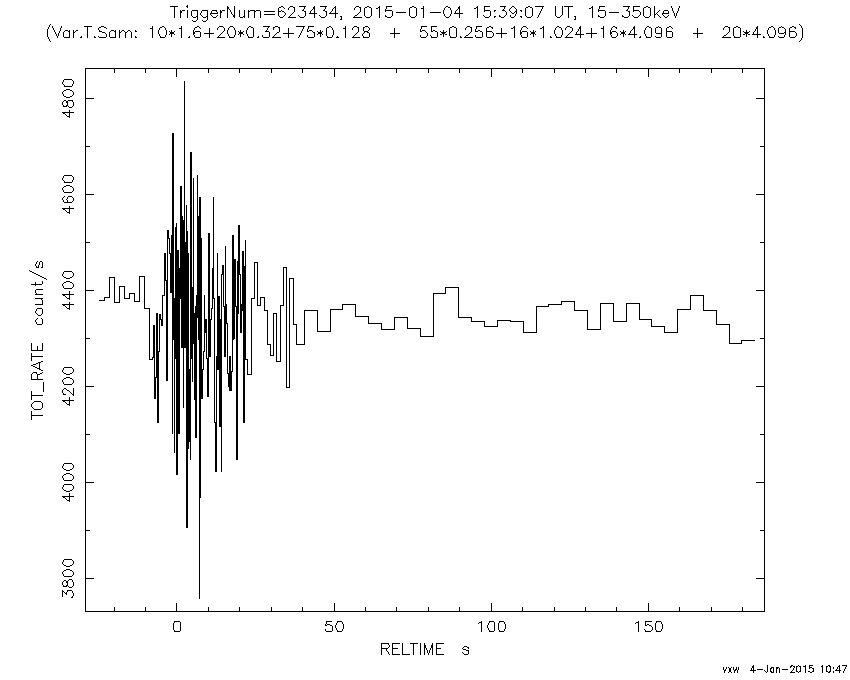 TriggerNum=623434, 2015-01-04 15:39:07 UT, 15-350keV
(Var.T.Sam: 10*1.6+20*0.32+75*0.128 + 55*0.256+16*1.024+16*4.096 + 20*4.096)
TOT_RATE count/s
4800
4600
4400
4200
4000
3800
0 50 100 150
RELTIME s
vxw 4-Jan-2015 10:47